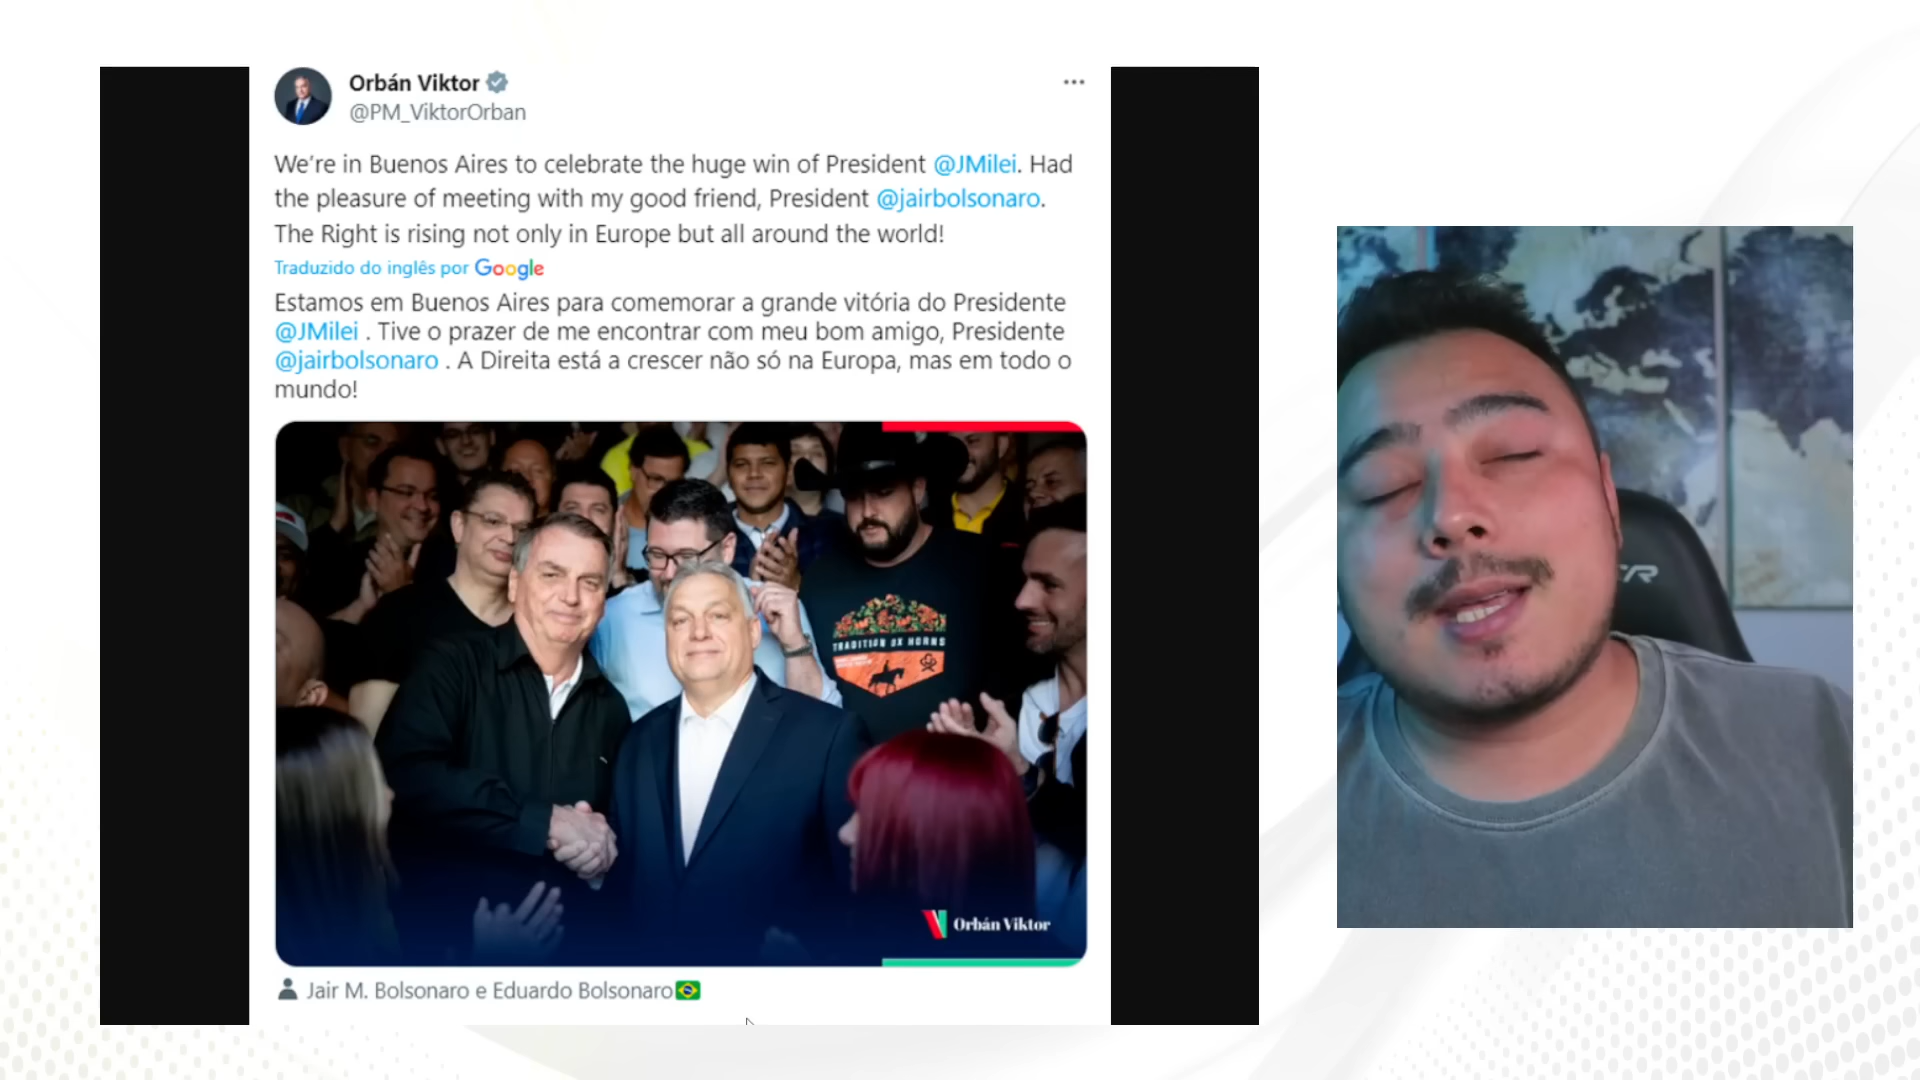 Orbán Viktor
@PM_ViktorOrban
We're in Buenos Aires to celebrate the huge win of President @JMilei. Had
the pleasure of meeting with my good friend, President @jairbolsonaro.
The Right is rising not only in Europe but all around the world!
Traduzido do inglês por Google
Estamos em Buenos Aires para comemorar a grande vitória do Presidente
@JMilei . Tive o prazer de me encontrar com meu bom amigo, Presidente
@jairbolsonaro . A Direita está a crescer não só na Europa, mas em todo o
mundo!
TRADITION OX HORNS
Orbán Viktor
Jair M. Bolsonaro e Eduardo Bolsonaro